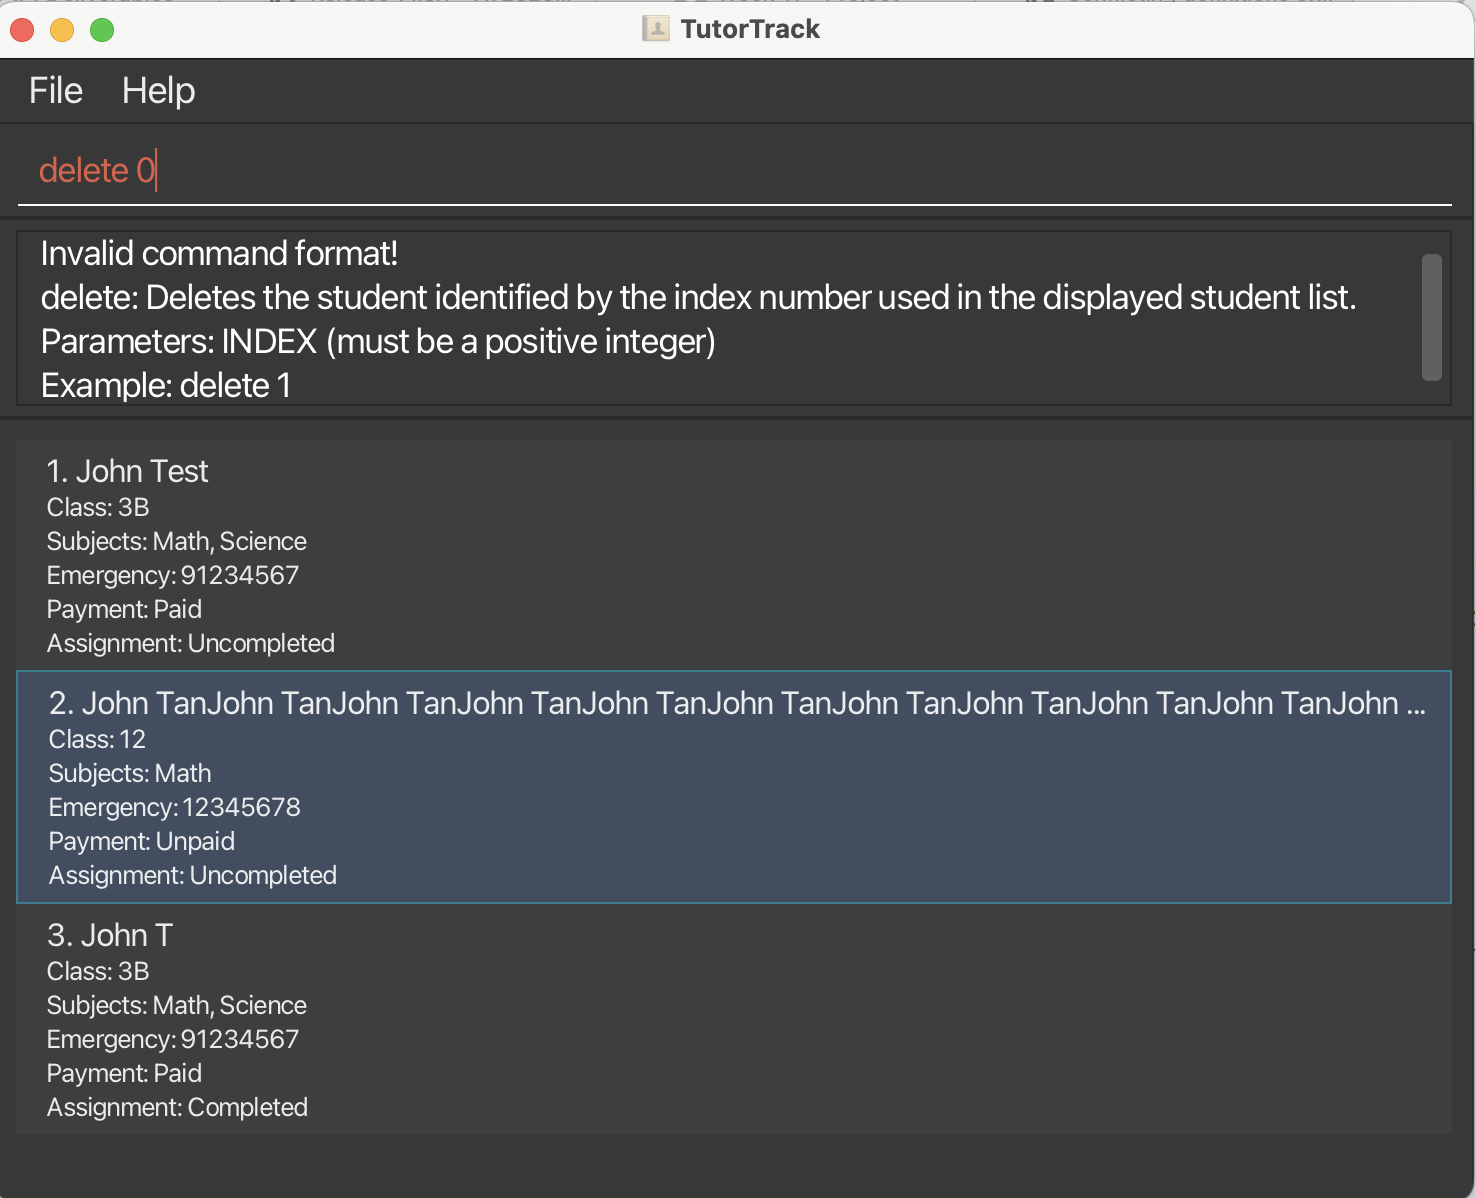 TutorTrack
File Help
delete 0
Invalid command format!
delete: Deletes the student identified by the index number used in the displayed student list.
Parameters: INDEX (must be a positive integer)
Example: delete 1
1. John Test
Class: 3B
Subjects: Math, Science
Emergency: 91234567
Payment: Paid
Assignment: Uncompleted
2. John TanJohn TanJohn TanJohn TanJohn TanJohn TanJohn TanJohn TanJohn TanJohn TanJohn ...
Class: 12
Subjects: Math
Emergency: 12345678
Payment: Unpaid
Assignment: Uncompleted
3. John T
Class: 3B
Subjects: Math, Science
Emergency: 91234567
Payment: Paid
Assignment: Completed